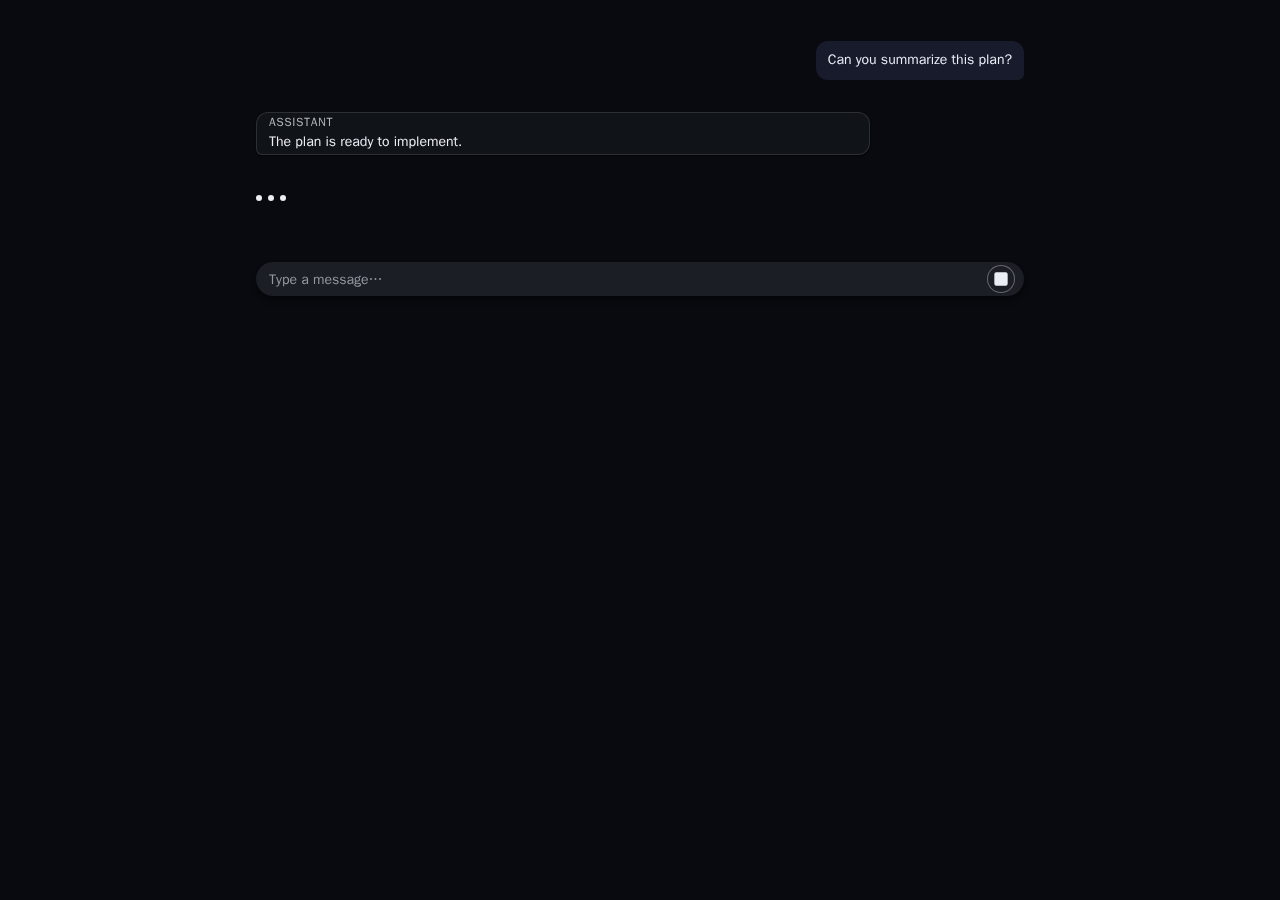 Can you summarize this plan?
ASSISTANT
The plan is ready to implement.
Type a message…